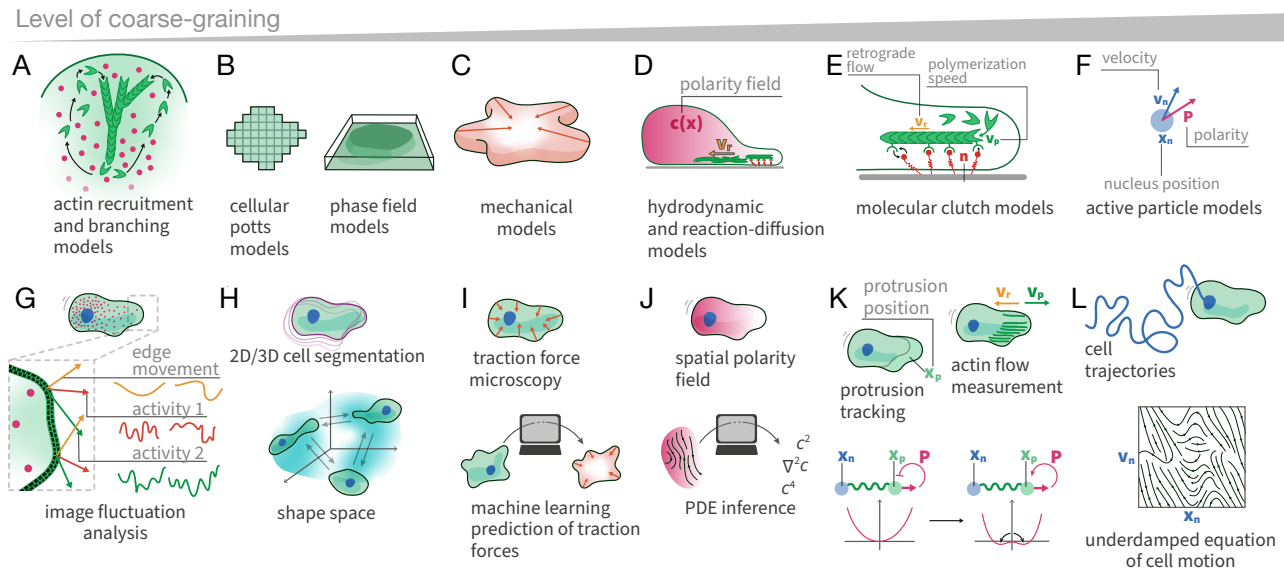 Level of coarse-graining
A
actin recruitment
and branching
models
B
cellular
potts
models
phase field
models
C
mechanical
models
D
polarity field
c(x)
v_r
hydrodynamic
and reaction-diffusion
models
E
retrograde
flow
polymerization
speed
v_r
v_p
n
molecular clutch models
F
velocity
v_n
P
x_n
polarity
nucleus position
active particle models
G
edge
movement
activity 1
activity 2
image fluctuation
analysis
H
2D/3D cell segmentation
shape space
I
traction force
microscopy
machine learning
prediction of traction
forces
J
spatial polarity
field
c²
∇²c
c⁴
PDE inference
K
protrusion
position
x_p
protrusion
tracking
v_r v_p
actin flow
measurement
x_n x_p P
x_n x_p P
L
cell
trajectories
v_n
x_n
underdamped equation
of cell motion